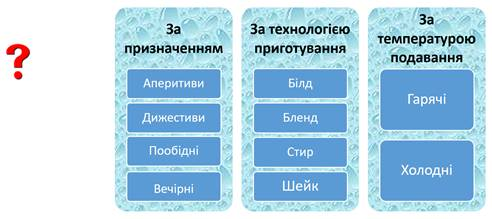 ?
За
призначенням
Аперитиви
Дижестиви
Пообідні
Вечірні
За технологією
приготування
Білд
Бленд
Стир
Шейк
За
температурою
подавання
Гарячі
Холодні